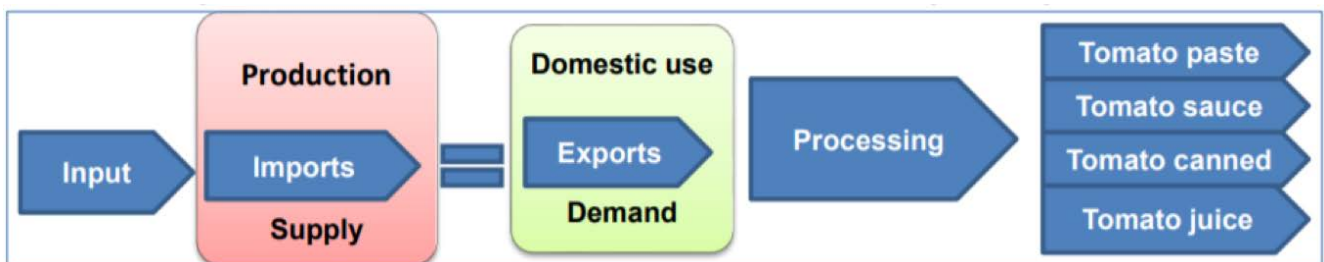 Input
Production
Imports
Supply
Domestic use
Exports
Demand
Processing
Tomato paste
Tomato sauce
Tomato canned
Tomato juice